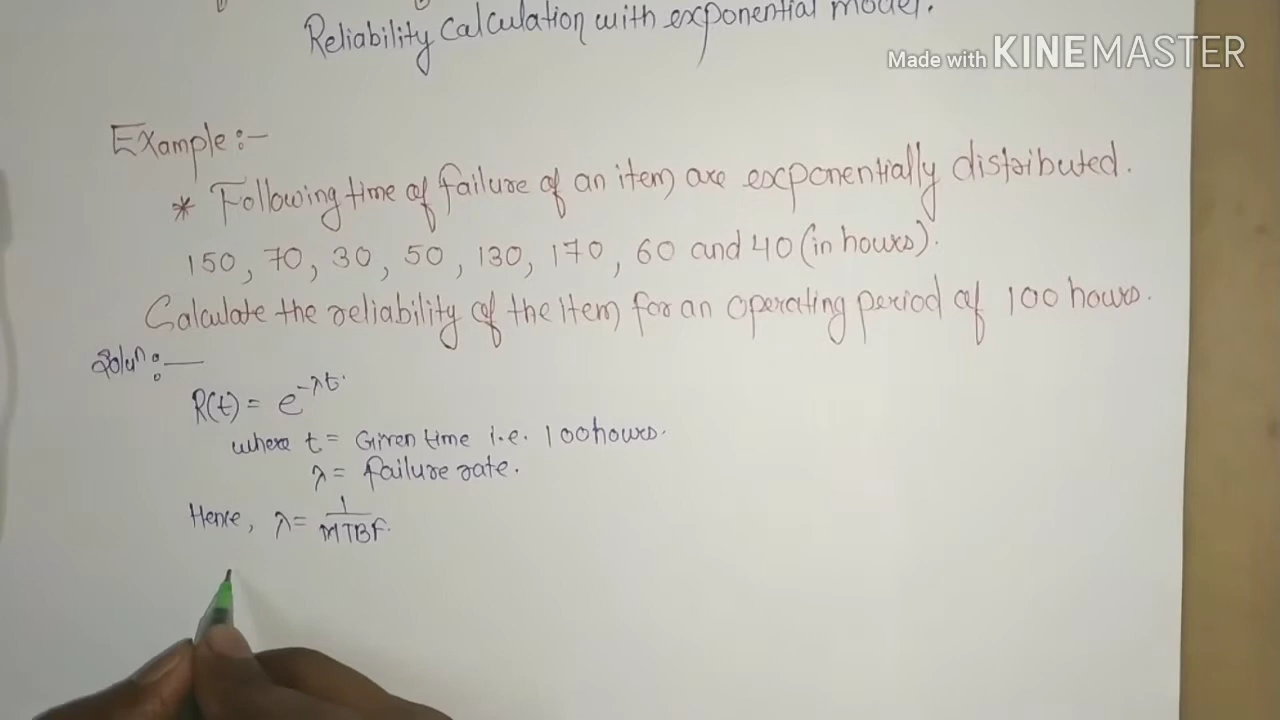 Reliability Calculation with exponential model.
Made with KINEMASTER
Example:-
* Following time of failure of an item are exponentially distributed.
150, 70, 30, 50, 130, 170, 60 and 40 (in hours).
Calculate the reliability of the item for an operating period of 100 hours.
Soluⁿ:—
R(t) = e^-λt.
where t = Given time i.e. 100 hours.
λ = failure rate.
Hence, λ = 1/MTBF.